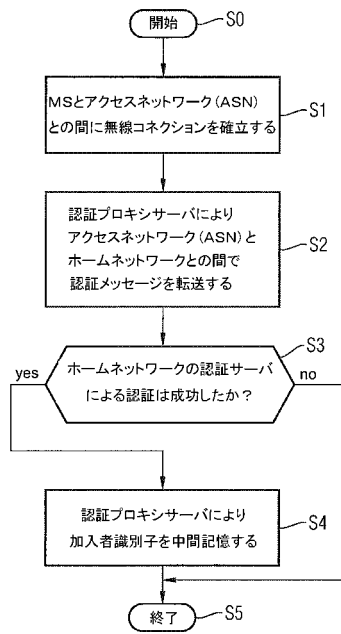 開始
S0
MSとアクセスネットワーク(ASN)
との間に無線コネクションを確立する
S1
認証プロキシサーバにより
アクセスネットワーク(ASN)と
ホームネットワークとの間で
認証メッセージを転送する
S2
S3
ホームネットワークの認証サーバ
による認証は成功したか?
yes
no
認証プロキシサーバにより
加入者識別子を中間記憶する
S4
終了
S5